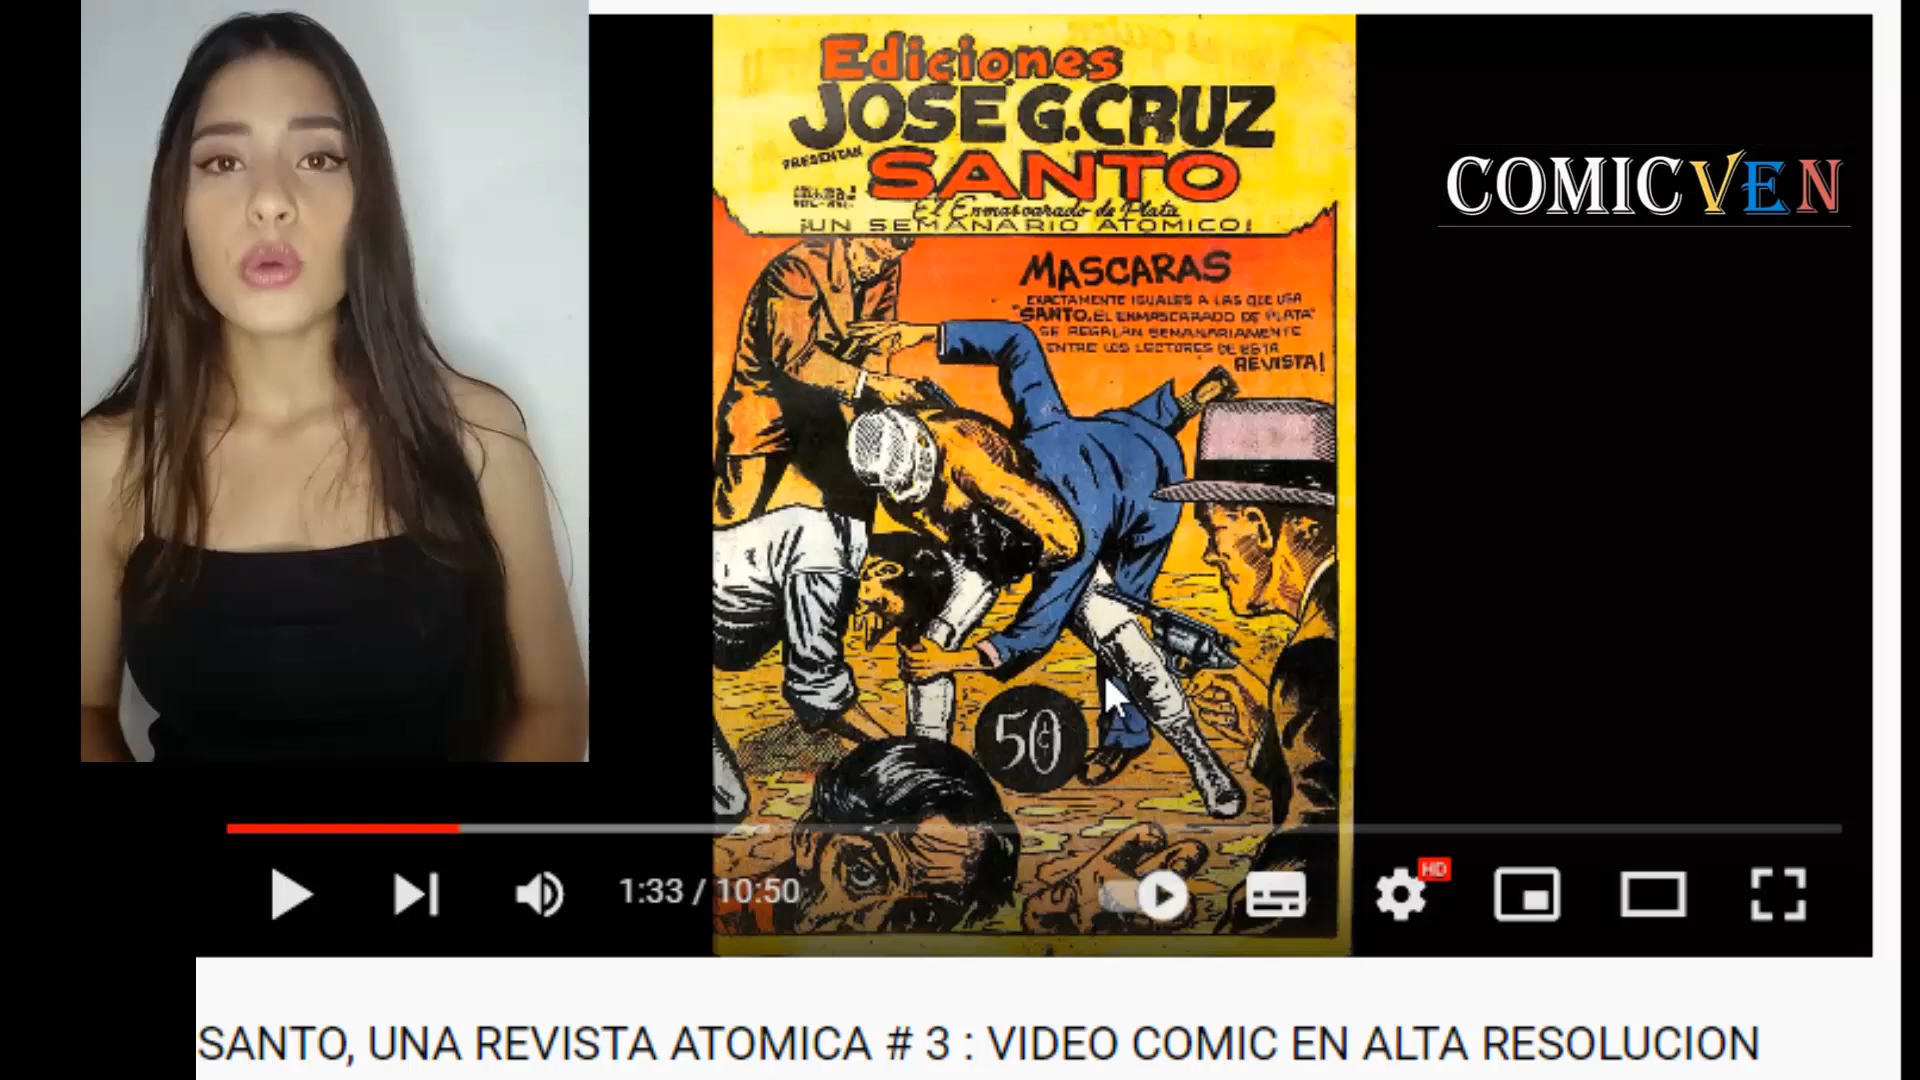 Ediciones
JOSE G. CRUZ
PRESENTAN
SANTO
El Enmascarado de Plata
¡UN SEMANARIO ATOMICO!
MASCARAS
EXACTAMENTE IGUALES A LAS QUE USA
"SANTO, EL ENMASCARADO DE PLATA"
SE REGALAN SEMANARIAMENTE
ENTRE LOS LECTORES DE ESTA
REVISTA!
50¢
COMICVEN
1:33 / 10:50
HD
SANTO, UNA REVISTA ATOMICA # 3 : VIDEO COMIC EN ALTA RESOLUCION